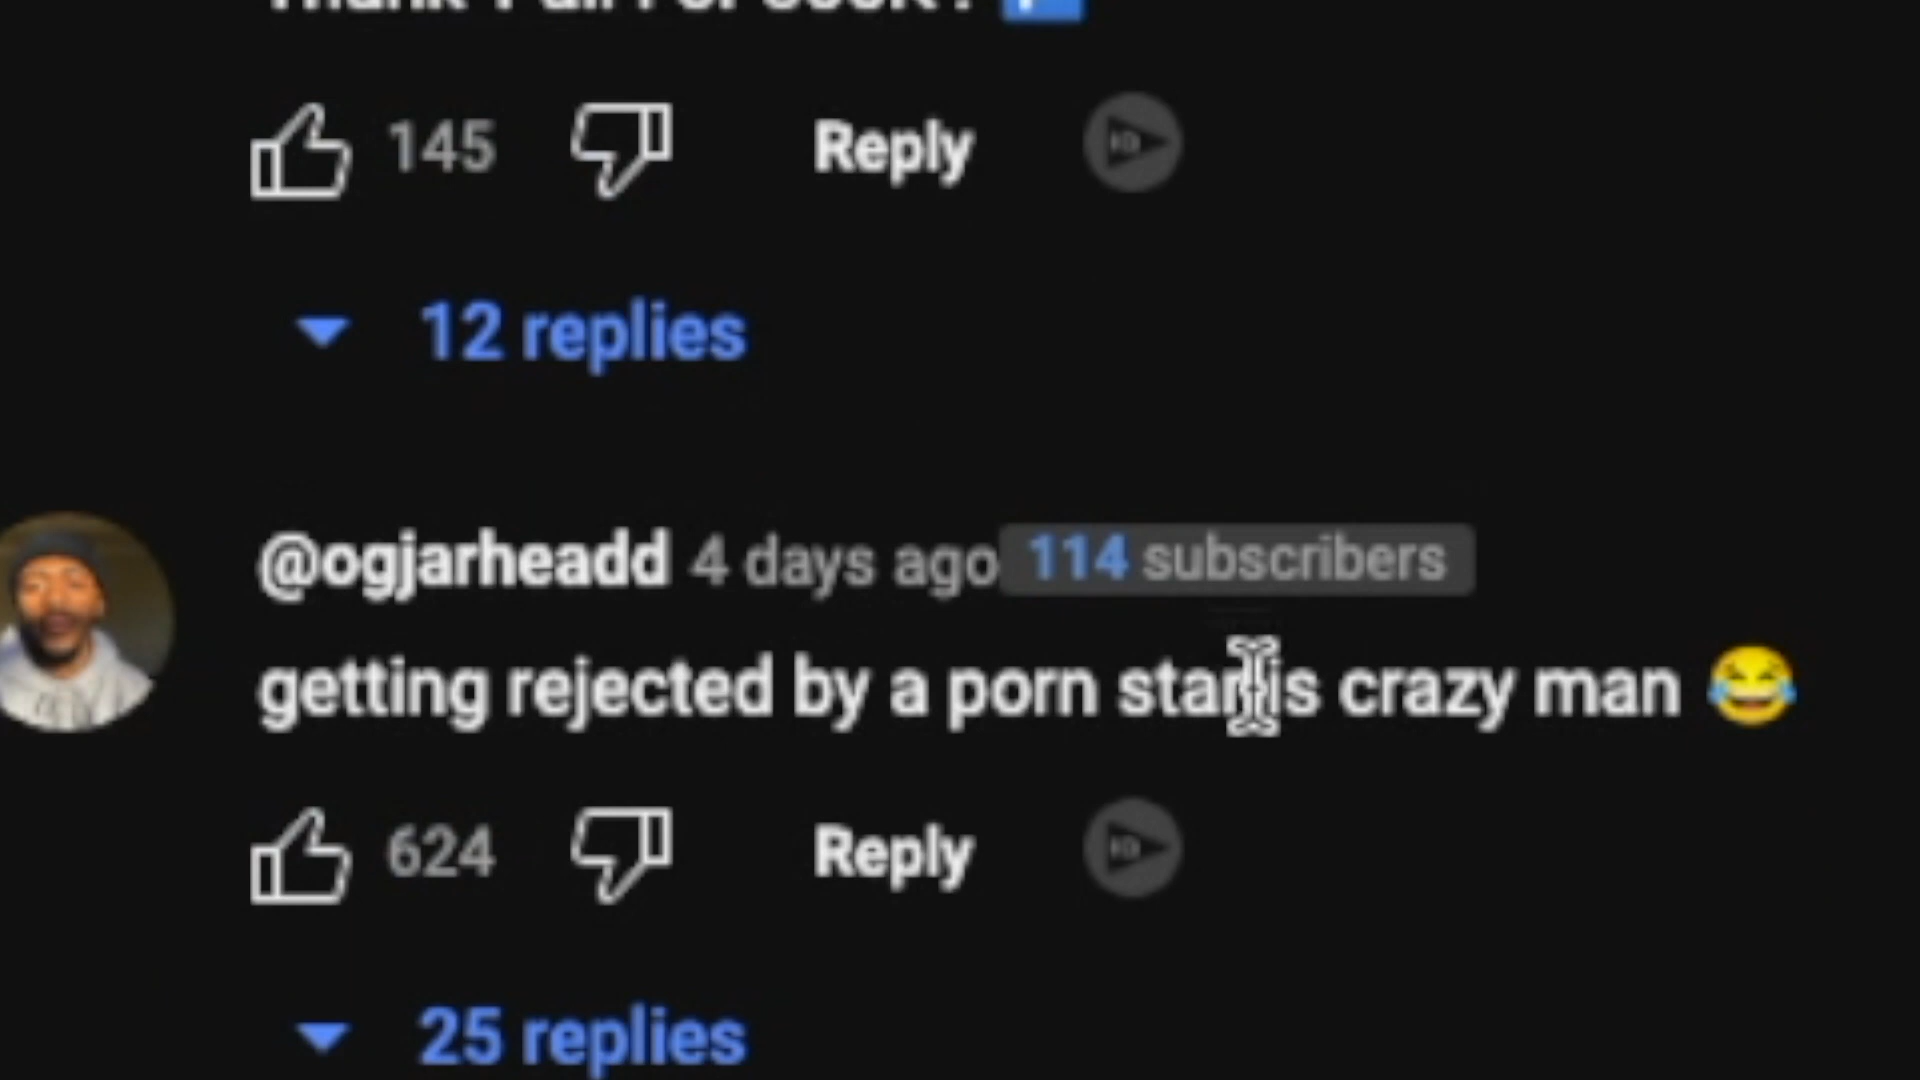 145 Reply
12 replies
@ogjarheadd 4 days ago 114 subscribers
getting rejected by a porn star is crazy man 😂
624 Reply
25 replies